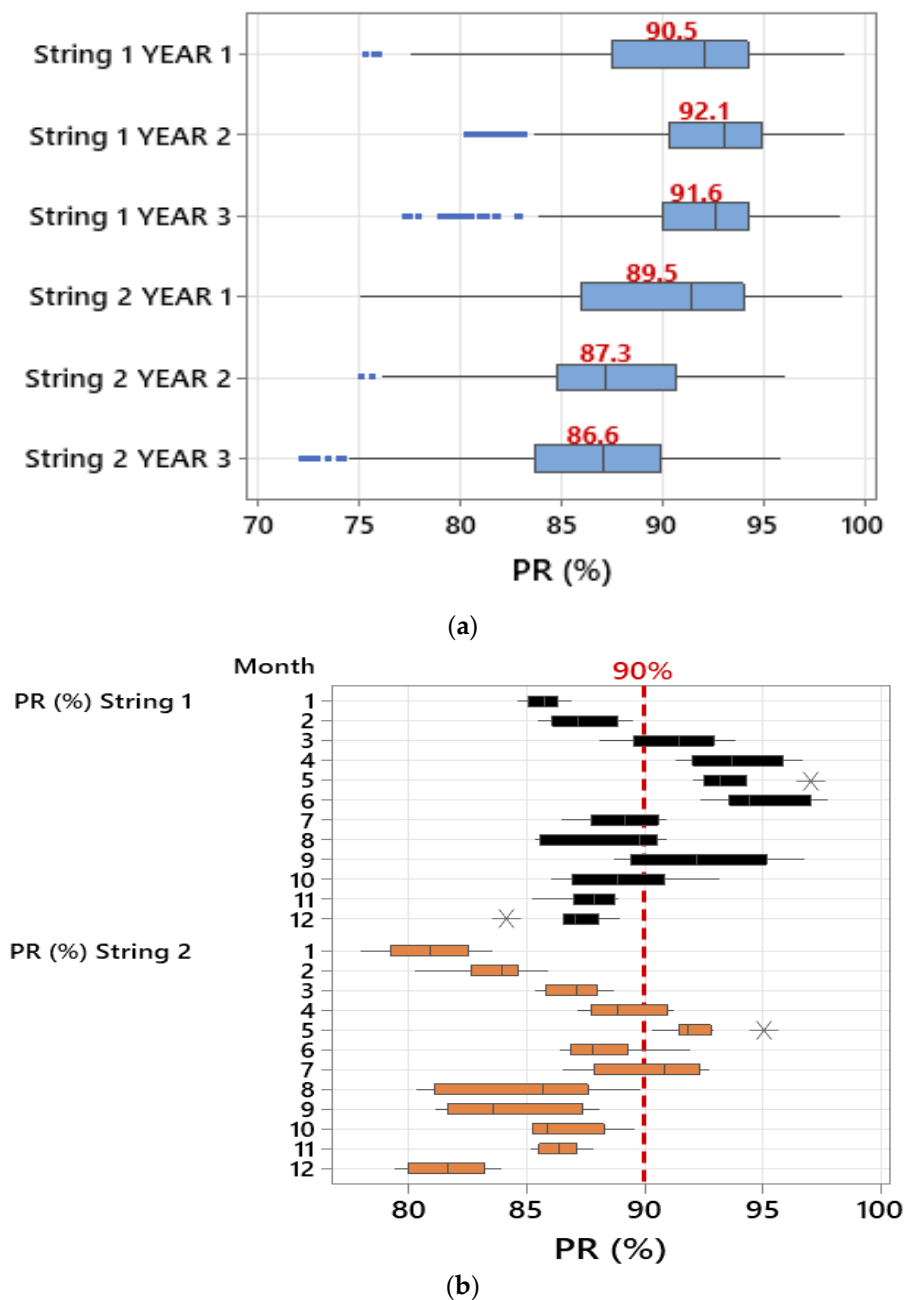 String 1 YEAR 1
90.5
String 1 YEAR 2
92.1
String 1 YEAR 3
91.6
String 2 YEAR 1
89.5
String 2 YEAR 2
87.3
String 2 YEAR 3
86.6
70 75 80 85 90 95 100
PR (%)
(a)
Month
90%
PR (%) String 1
1
2
3
4
5
6
7
8
9
10
11
12
PR (%) String 2
1
2
3
4
5
6
7
8
9
10
11
12
80 85 90 95 100
PR (%)
(b)